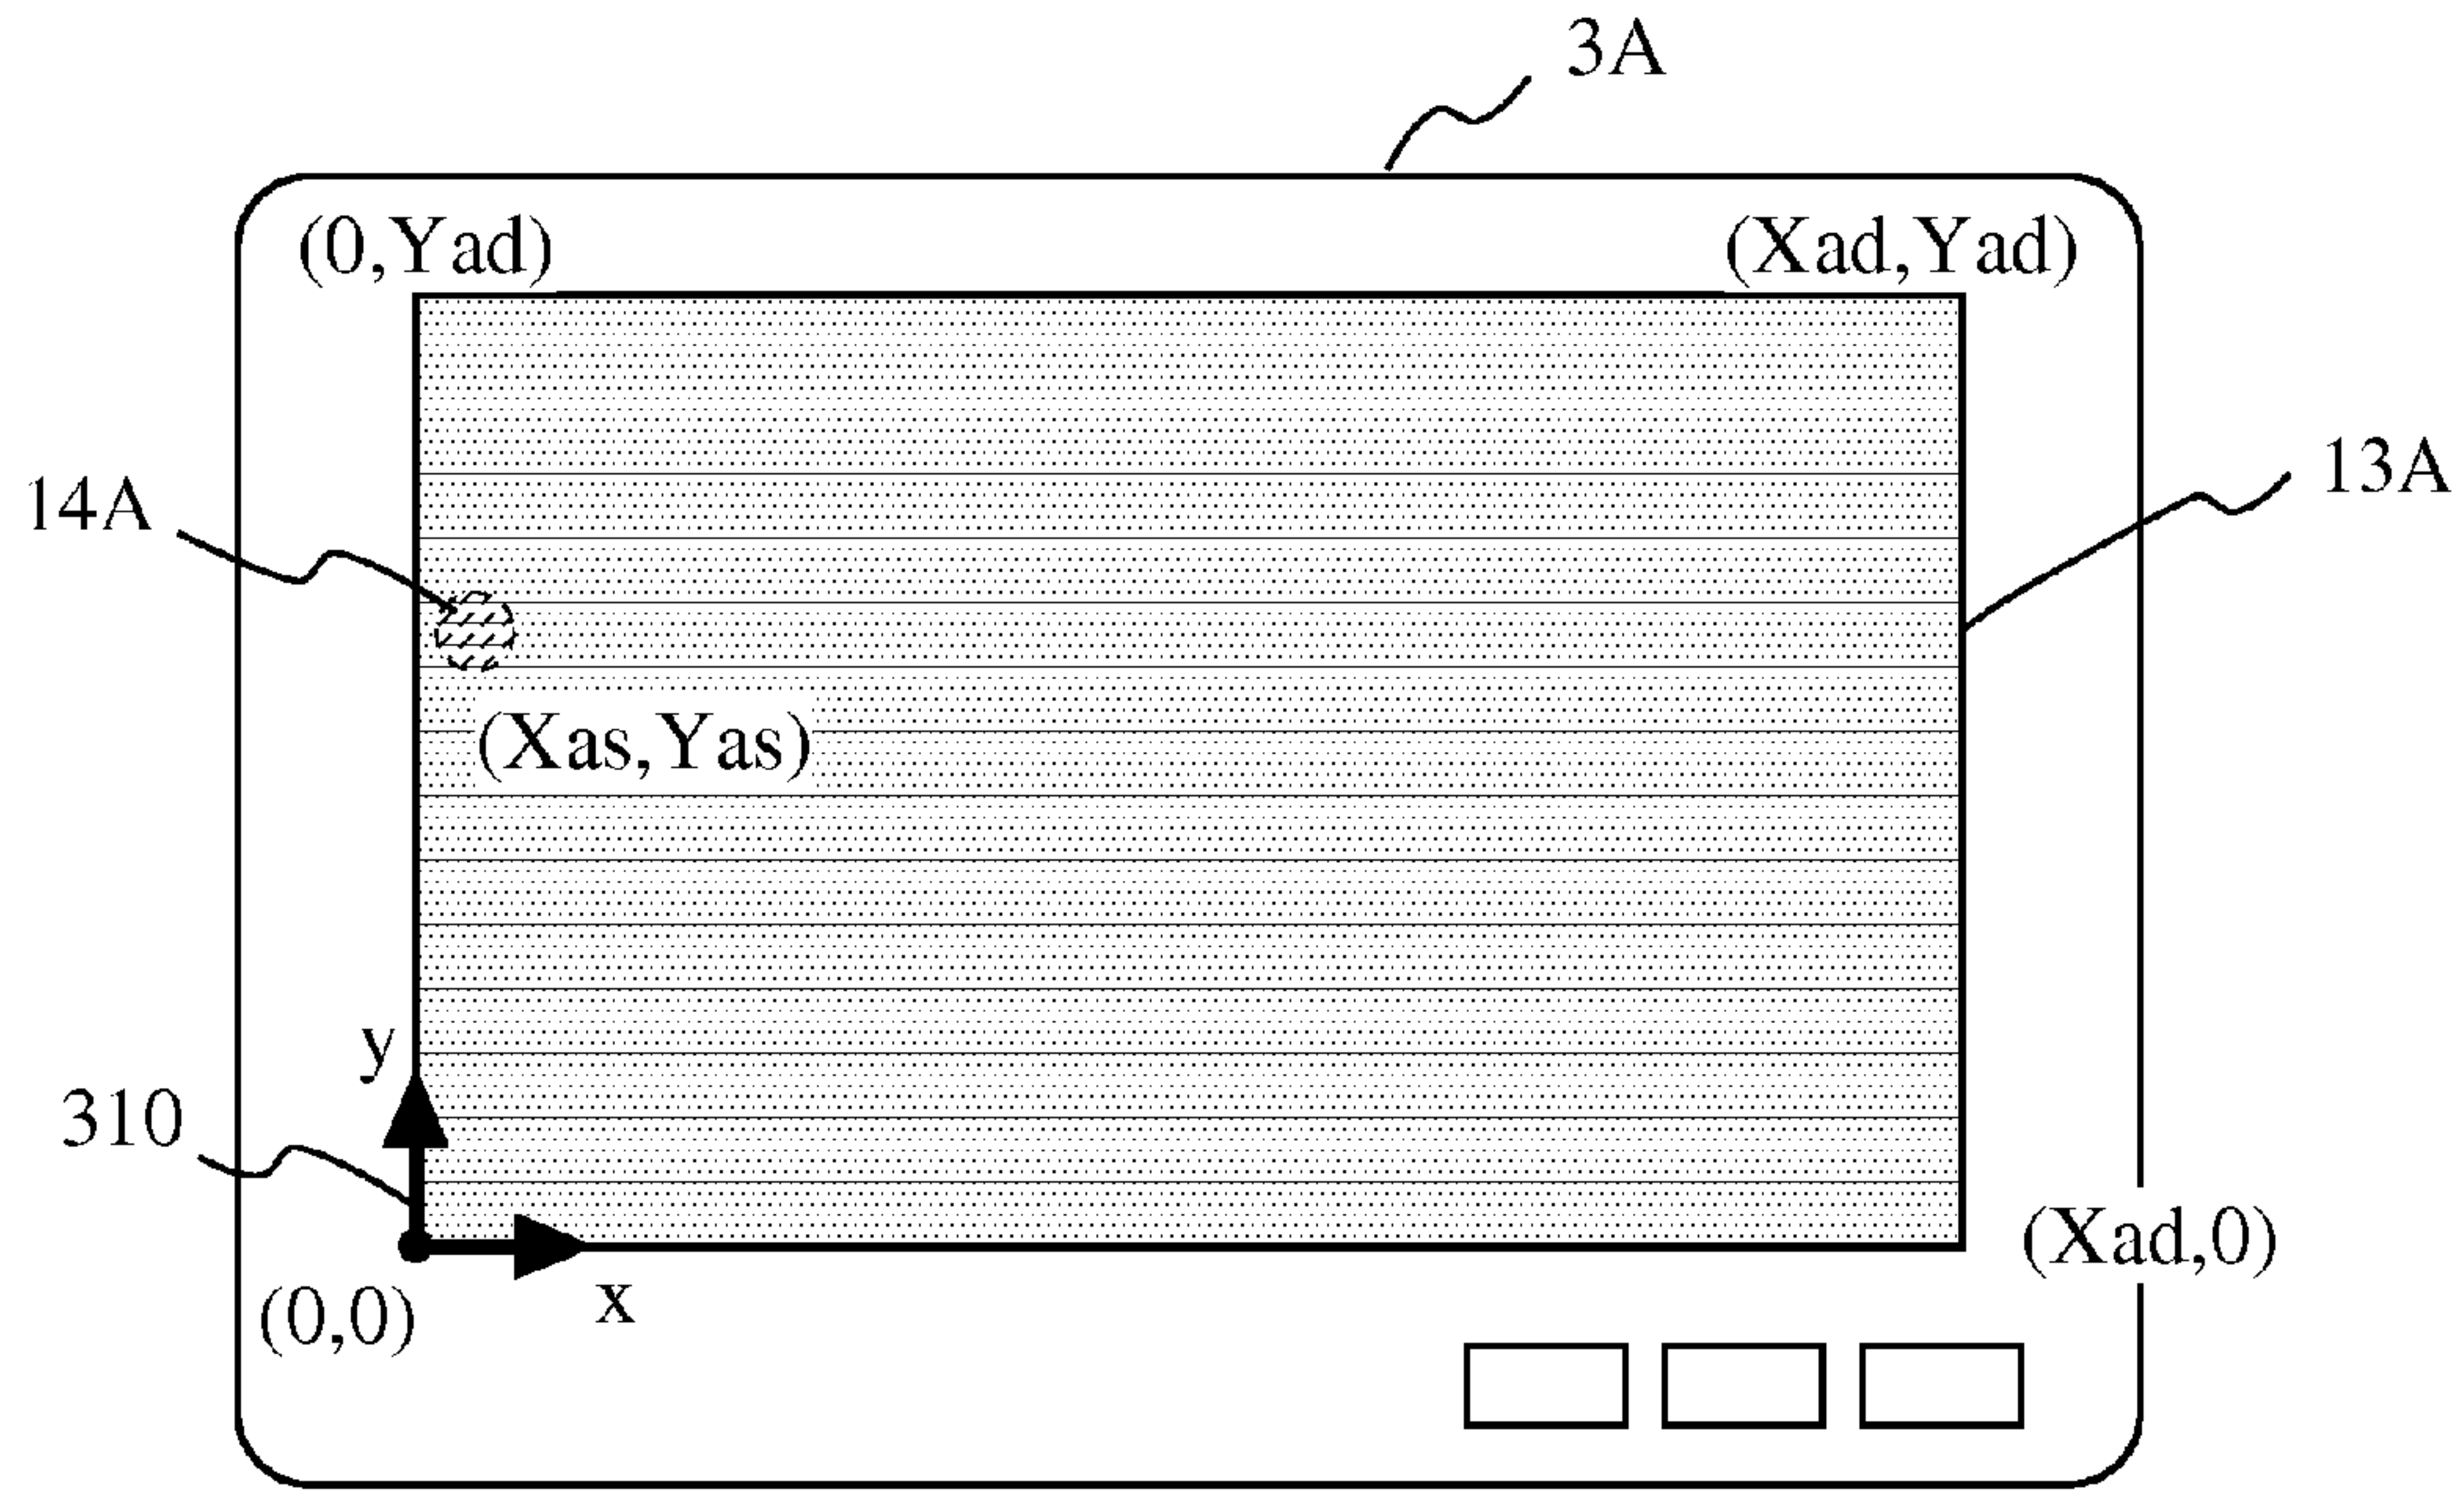 3A
(0,Yad)
(Xad,Yad)
13A
14A
(Xas,Yas)
y
310
(Xad,0)
(0,0)
x